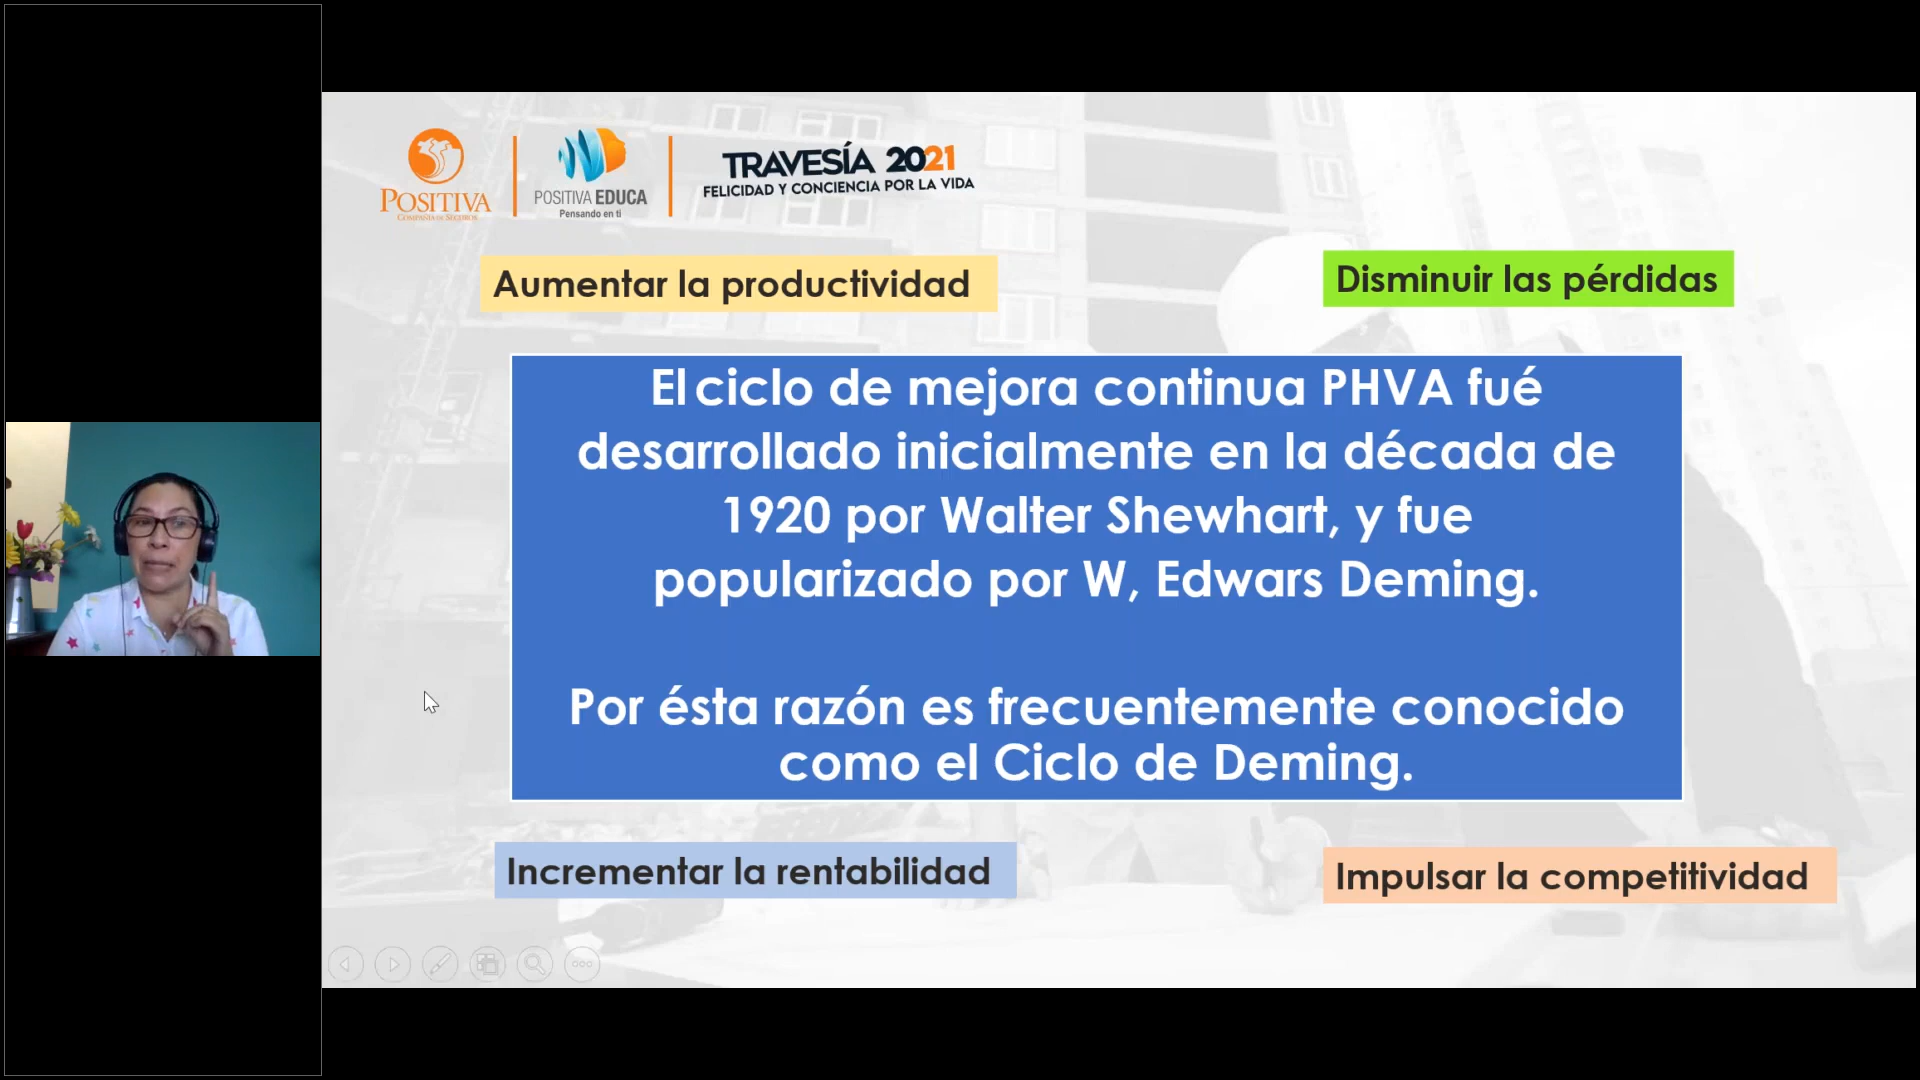 POSITIVA
COMPAÑÍA DE SEGUROS
POSITIVA EDUCA
Pensando en ti
TRAVESÍA 2021
FELICIDAD Y CONCIENCIA POR LA VIDA
Aumentar la productividad
Disminuir las pérdidas
El ciclo de mejora continua PHVA fué
desarrollado inicialmente en la década de
1920 por Walter Shewhart, y fue
popularizado por W, Edwars Deming.
Por ésta razón es frecuentemente conocido
como el Ciclo de Deming.
Incrementar la rentabilidad
Impulsar la competitividad